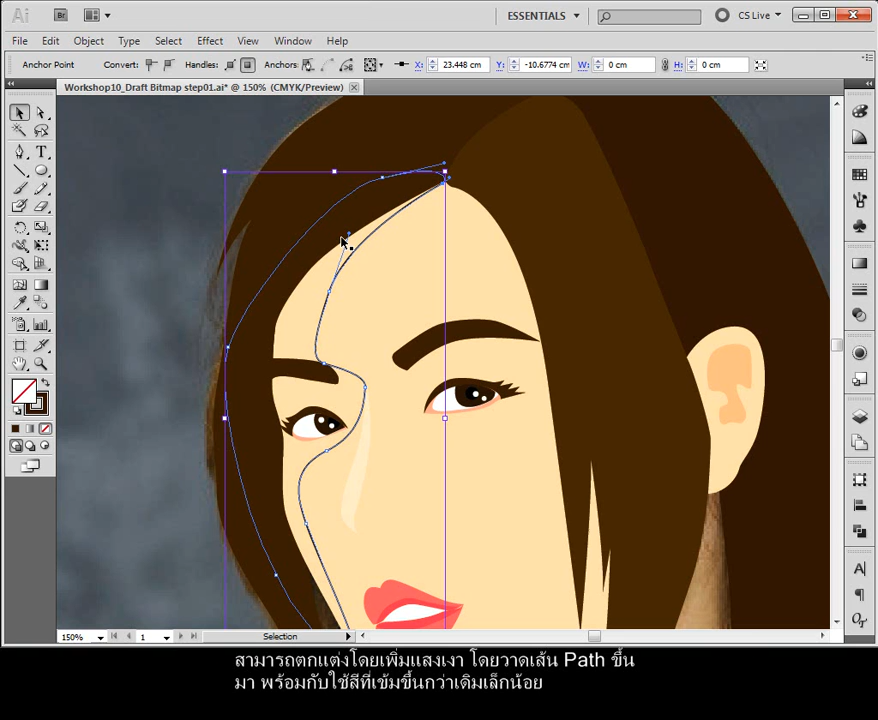 Ai Br ESSENTIALS CS Live
File Edit Object Type Select Effect View Window Help
Anchor Point Convert: Handles: Anchors: X: 23.448 cm Y: -10.6774 cm W: 0 cm H: 0 cm
Workshop10_Draft Bitmap step01.ai* @ 150% (CMYK/Preview)
150% 1 Selection
สามารถตกแต่งโดยเพิ่มแสงเงา โดยวาดเส้น Path ขึ้น
มา พร้อมกับใช้สีที่เข้มขึ้นกว่าเดิมเล็กน้อย